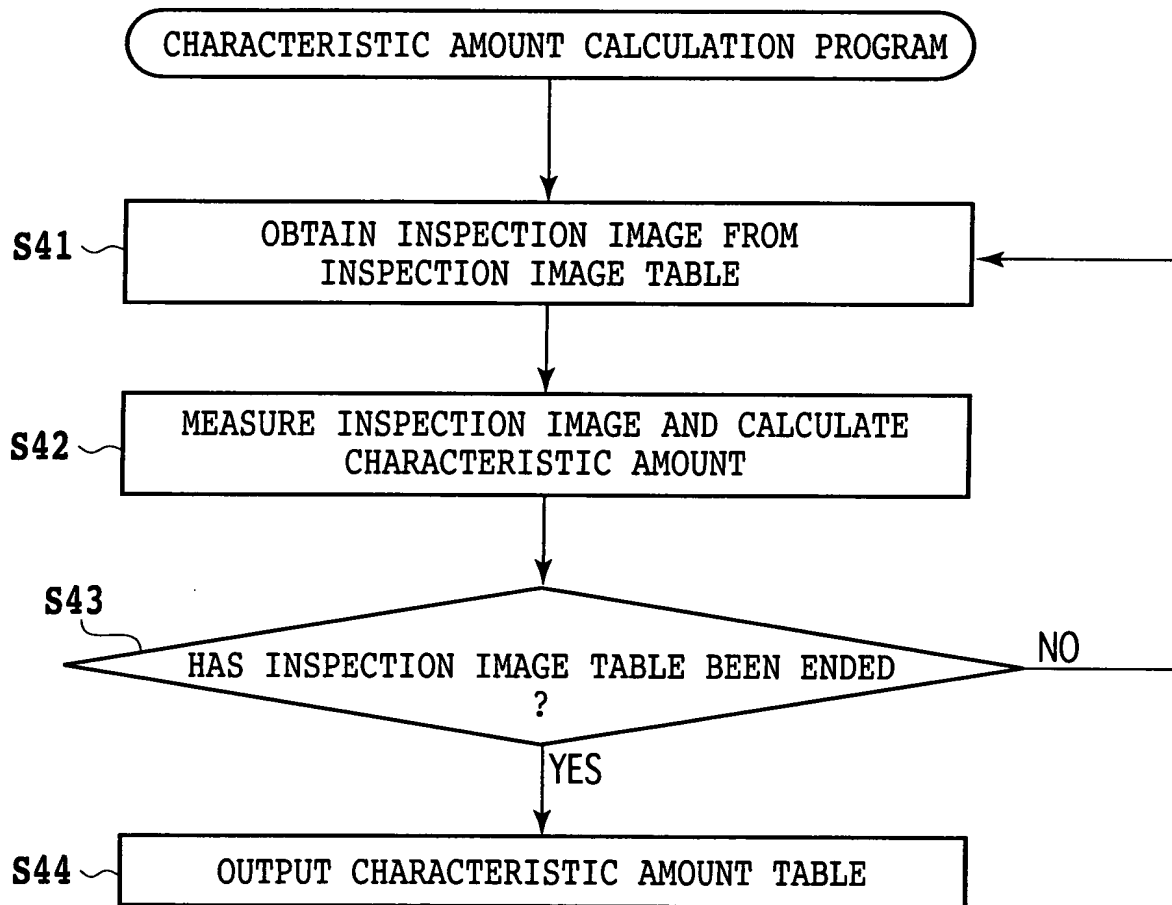 CHARACTERISTIC AMOUNT CALCULATION PROGRAM
S41
OBTAIN INSPECTION IMAGE FROM
INSPECTION IMAGE TABLE
S42
MEASURE INSPECTION IMAGE AND CALCULATE
CHARACTERISTIC AMOUNT
S43
HAS INSPECTION IMAGE TABLE BEEN ENDED
?
NO
YES
S44
OUTPUT CHARACTERISTIC AMOUNT TABLE